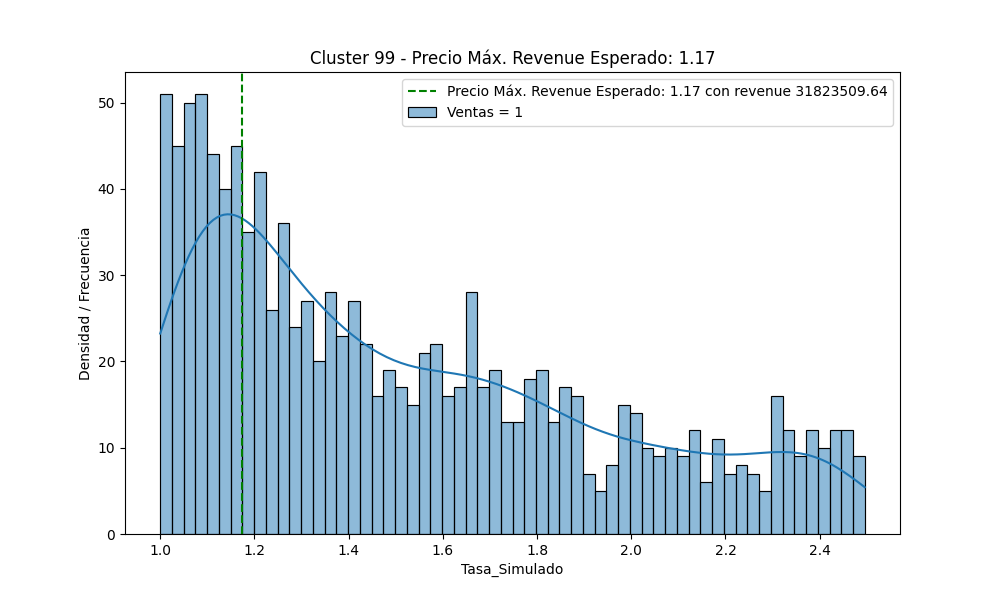 Cluster 99 - Precio Máx. Revenue Esperado: 1.17
Precio Máx. Revenue Esperado: 1.17 con revenue 31823509.64
Ventas = 1
Densidad / Frecuencia
50
40
30
20
10
0
1.0 1.2 1.4 1.6 1.8 2.0 2.2 2.4
Tasa_Simulado